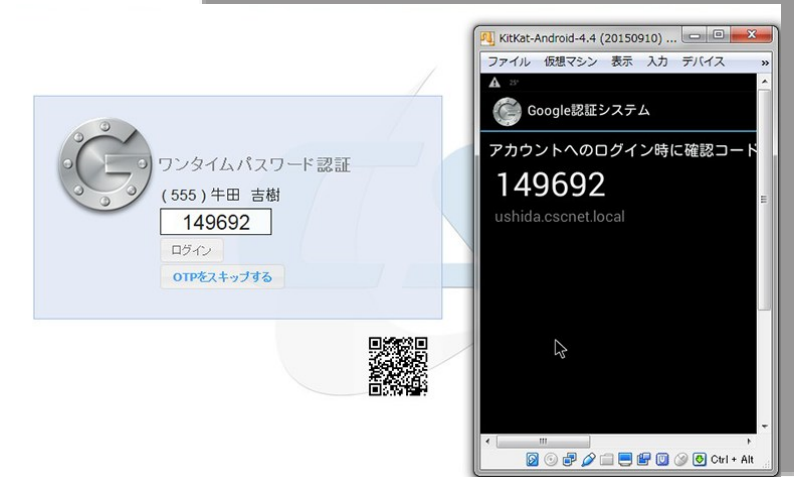 ワンタイムパスワード認証
(555)牛田 吉樹
149692
ログイン
OTPをスキップする
KitKat-Android-4.4 (20150910) ...
ファイル 仮想マシン 表示 入力 デバイス »
Google認証システム
アカウントへのログイン時に確認コード
149692
ushida.cscnet.local
Ctrl + Alt